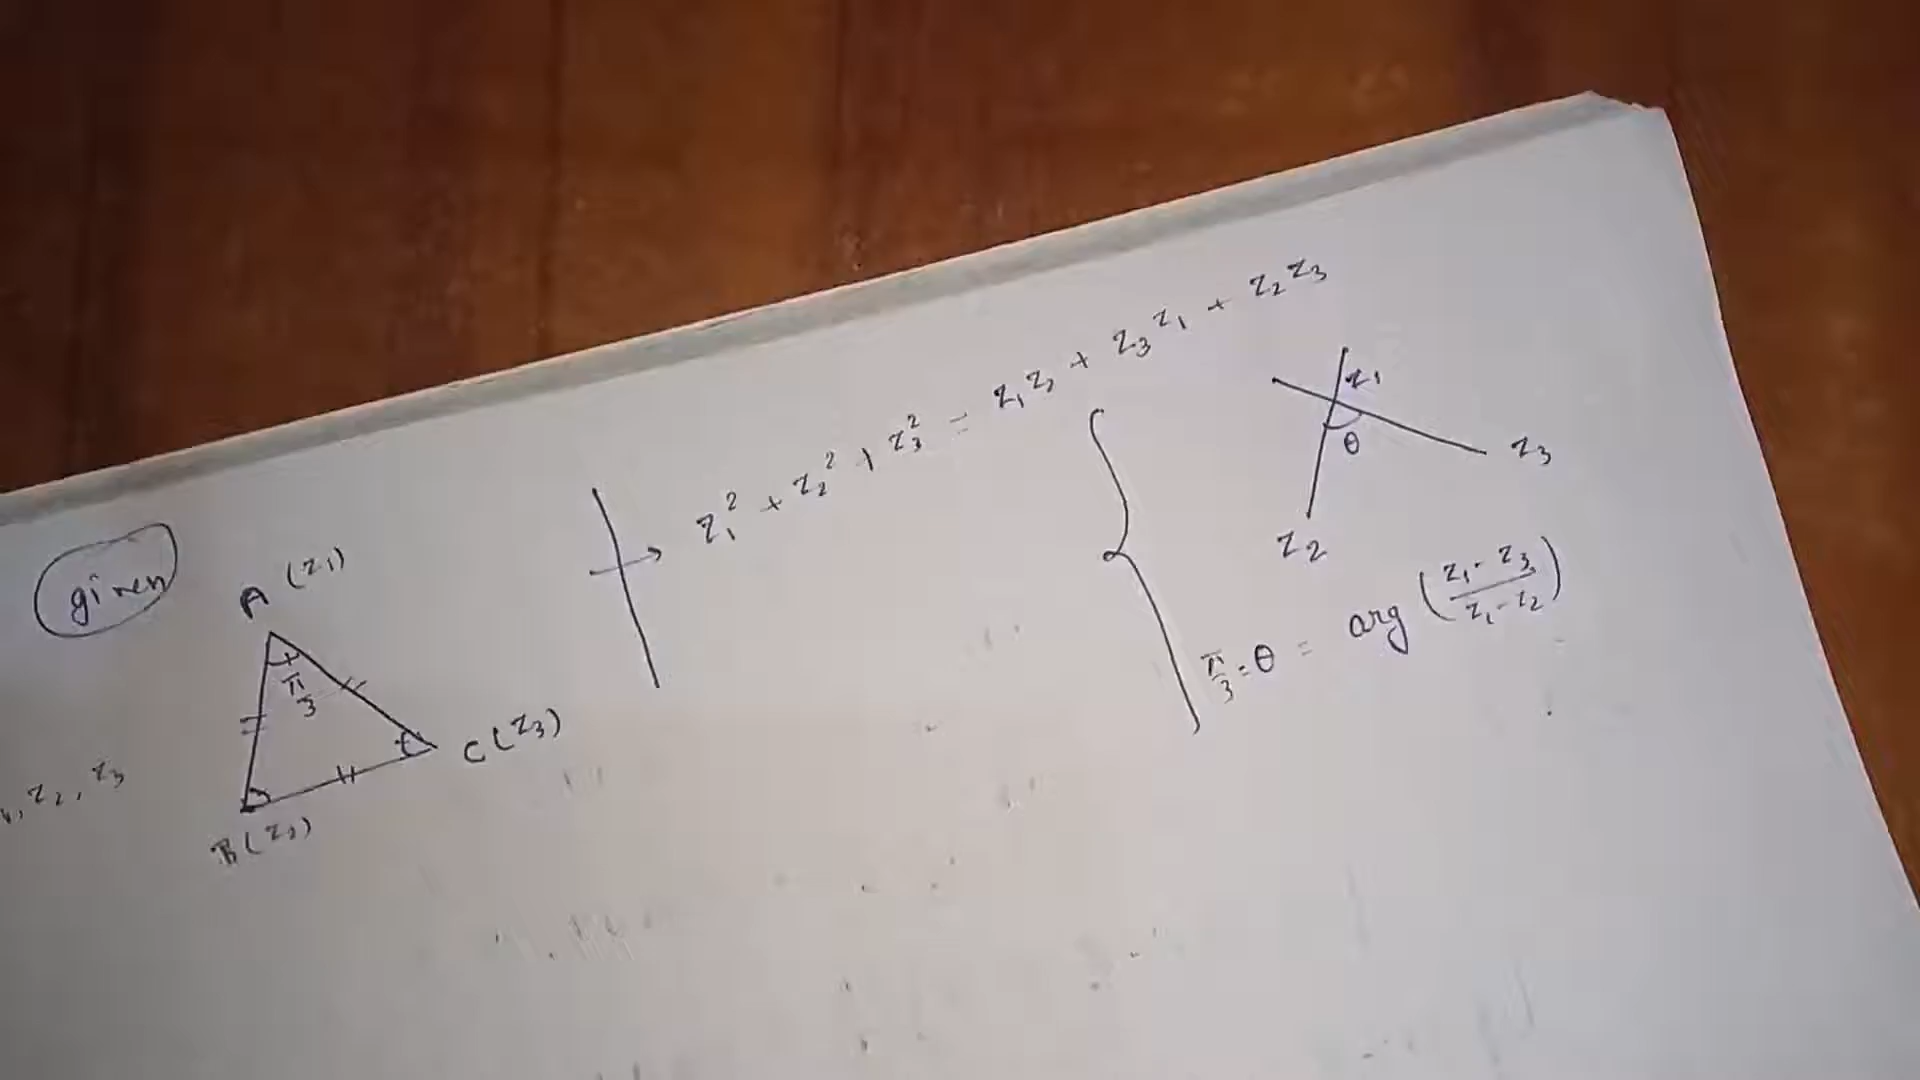 given
A (z₁)
π/3
C (z₃)
B (z₂)
, z₂, z₃
z₁² + z₂² + z₃² = z₁z₂ + z₃z₁ + z₂z₃
z₁
θ
z₃
z₂
π/3 = θ = arg ((z₁ - z₃)/(z₁ - z₂))